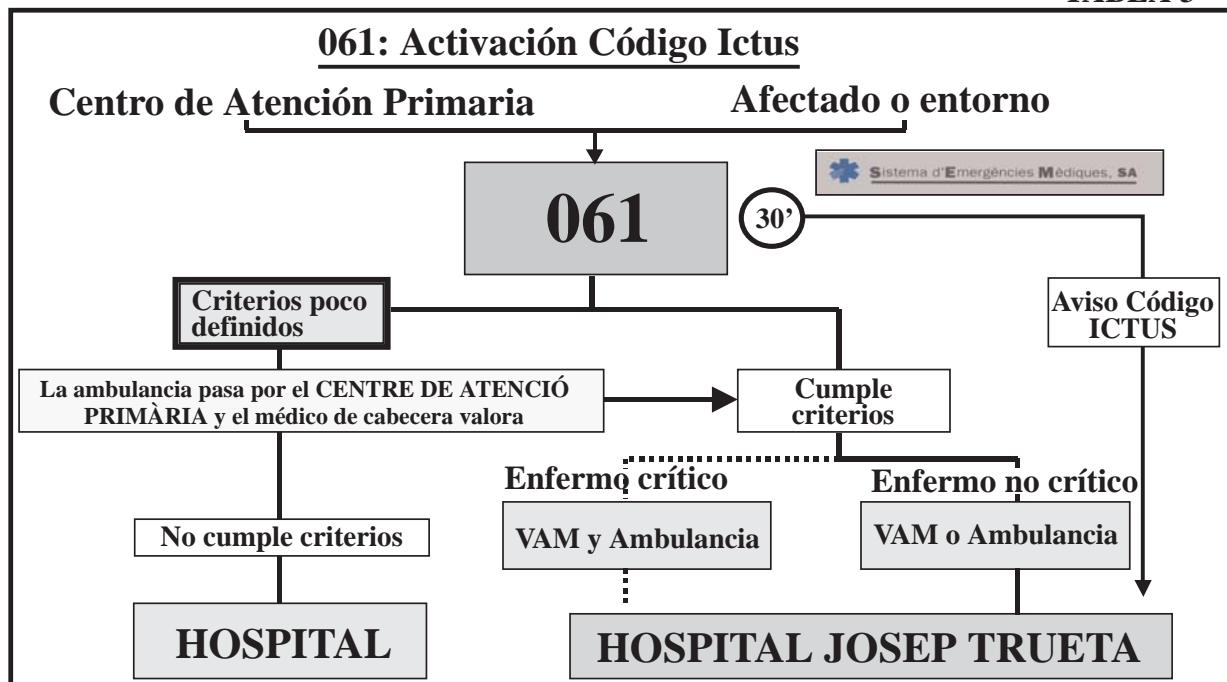 061: Activación Código Ictus
Centro de Atención Primaria
Afectado o entorno
Sistema d'Emergències Mèdiques, SA
061
30’
Criterios poco
definidos
Aviso Código
ICTUS
La ambulancia pasa por el CENTRE DE ATENCIÓ
PRIMÀRIA y el médico de cabecera valora
Cumple
criterios
Enfermo crítico
Enfermo no crítico
No cumple criterios
VAM y Ambulancia
VAM o Ambulancia
HOSPITAL
HOSPITAL JOSEP TRUETA